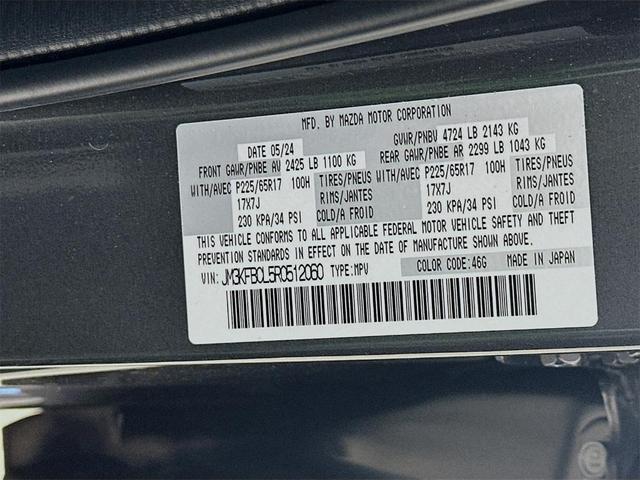 MFD. BY MAZDA MOTOR CORPORATION
DATE 05/24 GVWR/PNBV 4724 LB 2143 KG
FRONT GAWR/PNBE AV 2425 LB 1100 KG REAR GAWR/PNBE AR 2299 LB 1043 KG
WITH/AVEC P225/65R17 100H TIRES/PNEUS WITH/AVEC P225/65R17 100H TIRES/PNEUS
17X7J RIMS/JANTES 17X7J RIMS/JANTES
230 KPA/34 PSI COLD/A FROID 230 KPA/34 PSI COLD/A FROID
THIS VEHICLE CONFORMS TO ALL APPLICABLE FEDERAL MOTOR VEHICLE SAFETY AND THEFT
PREVENTION STANDARDS IN EFFECT ON THE DATE OF MANUFACTURE SHOWN ABOVE.
VIN: JM3KFBCL5R0512060 TYPE:MPV COLOR CODE:46G MADE IN JAPAN